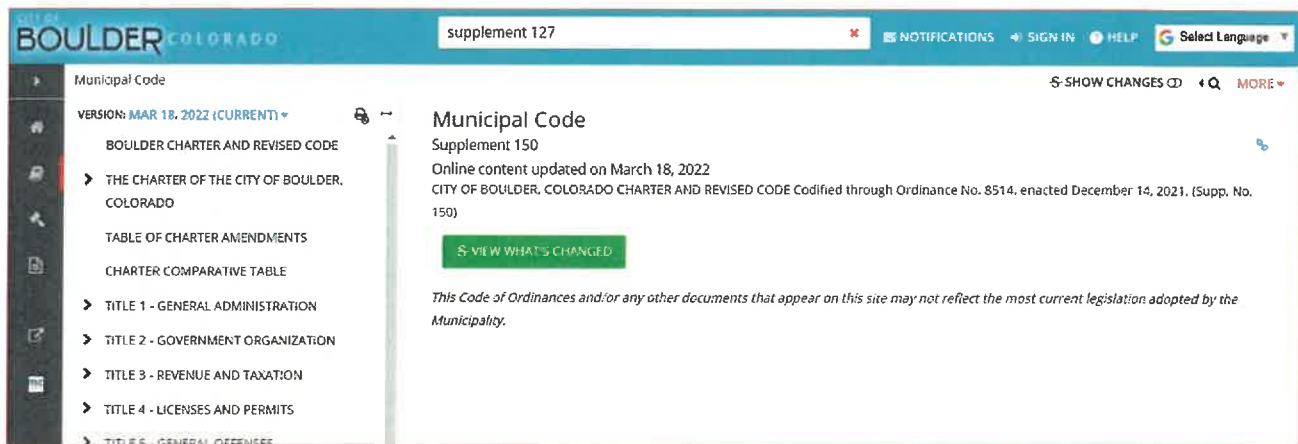 CITY OF
BOULDER COLORADO
supplement 127
NOTIFICATIONS SIGN IN HELP Select Language
Municipal Code
SHOW CHANGES MORE
VERSION: MAR 18, 2022 (CURRENT)
BOULDER CHARTER AND REVISED CODE
THE CHARTER OF THE CITY OF BOULDER,
COLORADO
TABLE OF CHARTER AMENDMENTS
CHARTER COMPARATIVE TABLE
TITLE 1 - GENERAL ADMINISTRATION
TITLE 2 - GOVERNMENT ORGANIZATION
TITLE 3 - REVENUE AND TAXATION
TITLE 4 - LICENSES AND PERMITS
TITLE 5 - GENERAL OFFENSES
Municipal Code
Supplement 150
Online content updated on March 18, 2022
CITY OF BOULDER, COLORADO CHARTER AND REVISED CODE Codified through Ordinance No. 8514, enacted December 14, 2021. (Supp. No.
150)
VIEW WHAT'S CHANGED
This Code of Ordinances and/or any other documents that appear on this site may not reflect the most current legislation adopted by the
Municipality.